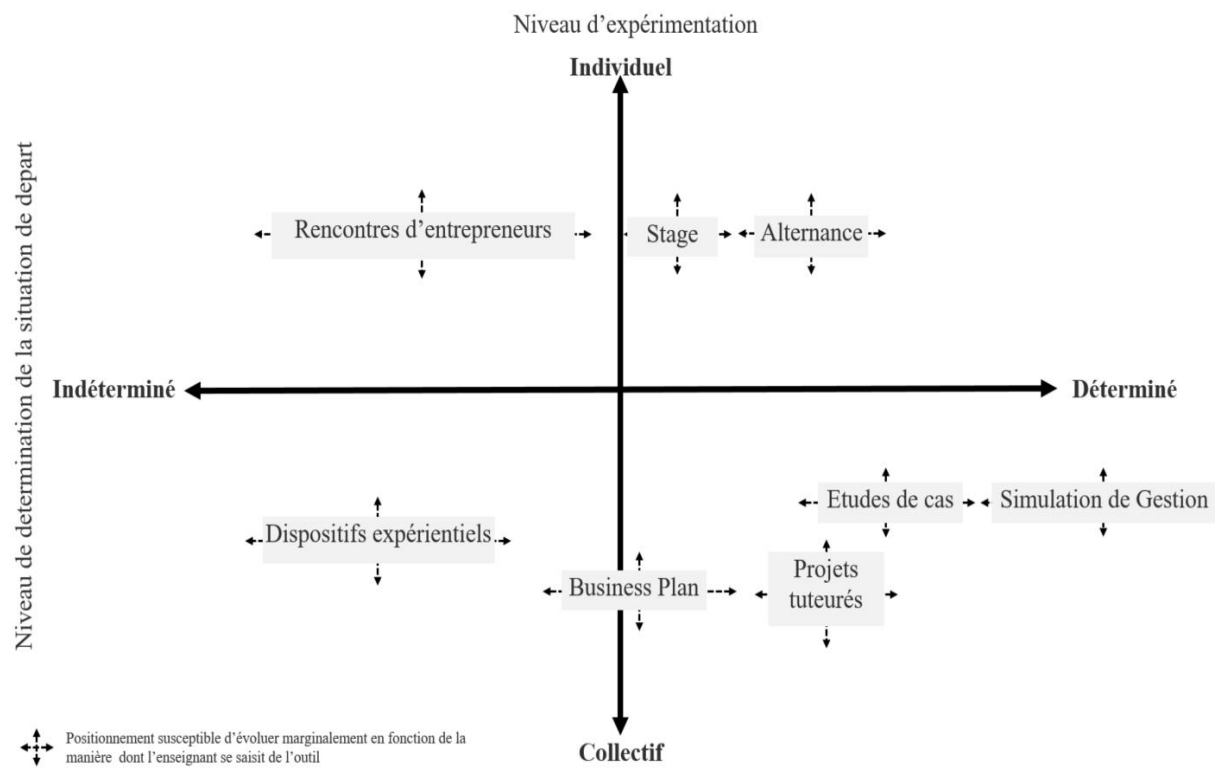 Niveau d’expérimentation
Individuel
Niveau de determination de la situation de depart
Rencontres d’entrepreneurs
Stage
Alternance
Indéterminé
Déterminé
Etudes de cas
Simulation de Gestion
Dispositifs expérientiels
Business Plan
Projets
tuteurés
Collectif
Positionnement susceptible d’évoluer marginalement en fonction de la
manière dont l’enseignant se saisit de l’outil